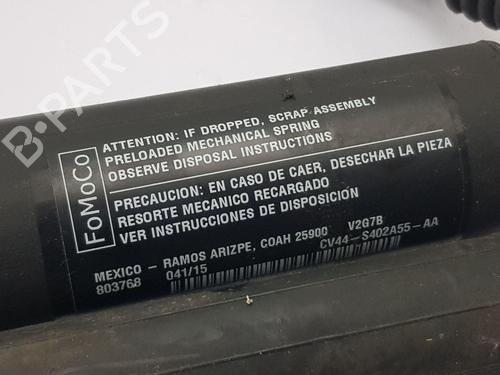 B-PARTS
FoMoCo
ATTENTION: IF DROPPED, SCRAP ASSEMBLY
PRELOADED MECHANICAL SPRING
OBSERVE DISPOSAL INSTRUCTIONS
PRECAUCION: EN CASO DE CAER, DESECHAR LA PIEZA
RESORTE MECANICO RECARGADO
VER INSTRUCCIONES DE DISPOSICION
MEXICO - RAMOS ARIZPE, COAH 25900 V2G7B
803768 041/15 CV44-S402A55-AA